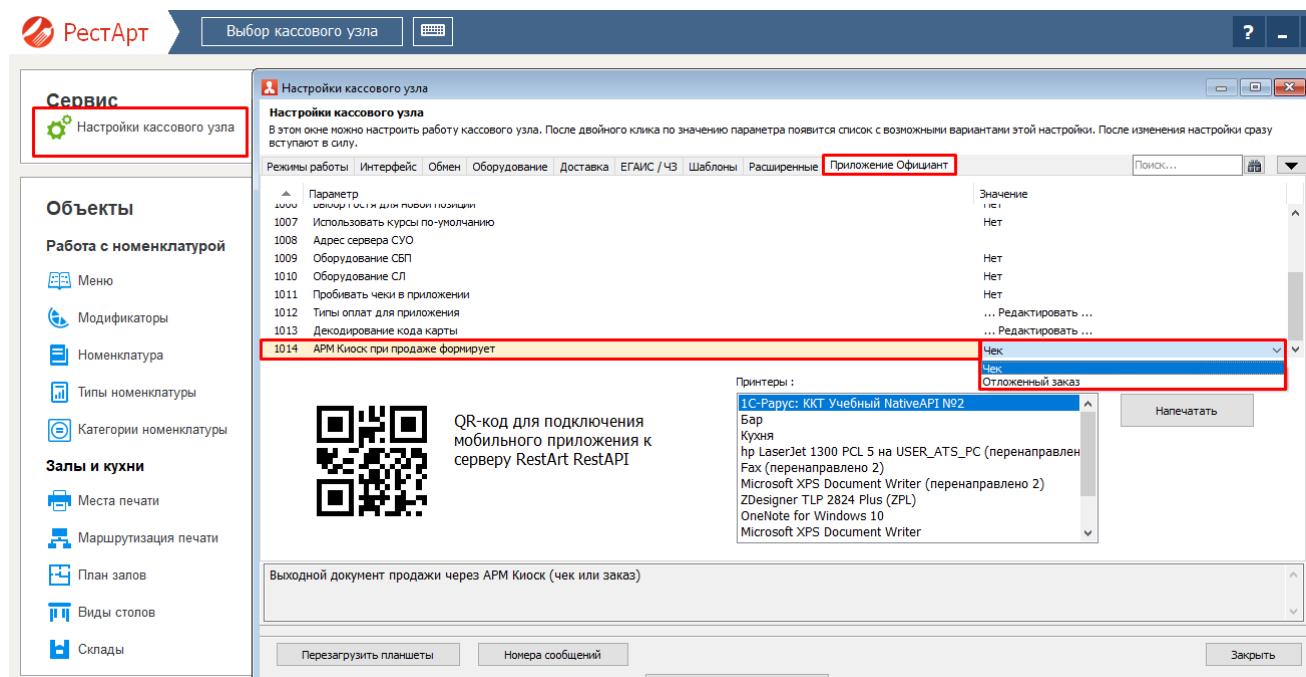 РестАрт
Выбор кассового узла
?
Сервис
Настройки кассового узла
Объекты
Работа с номенклатурой
Меню
Модификаторы
Номенклатура
Типы номенклатуры
Категории номенклатуры
Залы и кухни
Места печати
Маршрутизация печати
План залов
Виды столов
Склады
Настройки кассового узла
Настройки кассового узла
В этом окне можно настроить работу кассового узла. После двойного клика по значению параметра появится список с возможными вариантами этой настройки. После изменения настройки сразу
вступают в силу.
Режимы работы Интерфейс Обмен Оборудование Доставка ЕГАИС / ЧЗ Шаблоны Расширенные Приложение Официант Поиск...
Параметр Значение
1006 Выбор Гостя для новой позиции Нет
1007 Использовать курсы по-умолчанию Нет
1008 Адрес сервера СУО
1009 Оборудование СБП Нет
1010 Оборудование СЛ Нет
1011 Пробивать чеки в приложении Нет
1012 Типы оплат для приложения ... Редактировать ...
1013 Декодирование кода карты ... Редактировать ...
1014 АРМ Киоск при продаже формирует Чек
Чек
Отложенный заказ
QR-код для подключения
мобильного приложения к
серверу RestArt RestAPI
Принтеры :
1С-Рарус: ККТ Учебный NativeAPI №2
Бар
Кухня
hp LaserJet 1300 PCL 5 на USER_ATS_PC (перенаправлен
Fax (перенаправлено 2)
Microsoft XPS Document Writer (перенаправлено 2)
ZDesigner TLP 2824 Plus (ZPL)
OneNote for Windows 10
Microsoft XPS Document Writer
Напечатать
Выходной документ продажи через АРМ Киоск (чек или заказ)
Перезагрузить планшеты
Номера сообщений
Закрыть